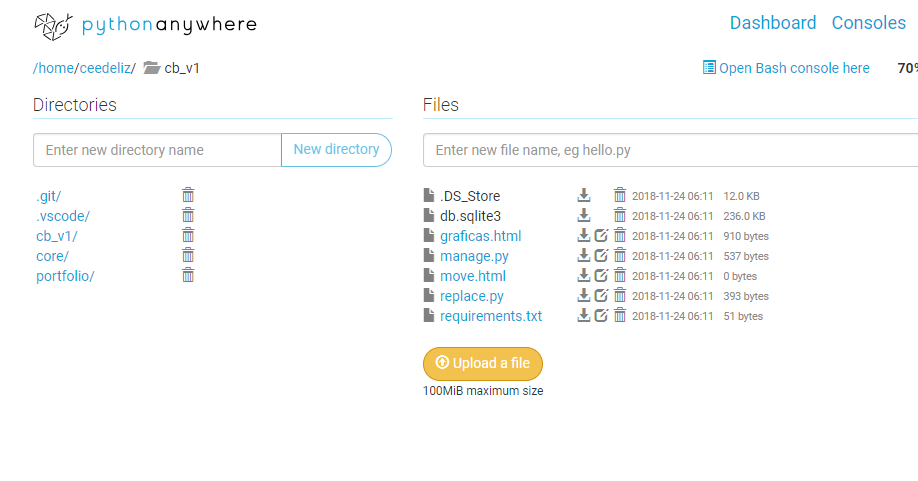 pythonanywhere
Dashboard Consoles
/home/ceedeliz/ cb_v1
Open Bash console here 70%
Directories
Files
Enter new directory name New directory
Enter new file name, eg hello.py
.git/
.vscode/
cb_v1/
core/
portfolio/
.DS_Store 2018-11-24 06:11 12.0 KB
db.sqlite3 2018-11-24 06:11 236.0 KB
graficas.html 2018-11-24 06:11 910 bytes
manage.py 2018-11-24 06:11 537 bytes
move.html 2018-11-24 06:11 0 bytes
replace.py 2018-11-24 06:11 393 bytes
requirements.txt 2018-11-24 06:11 51 bytes
Upload a file
100MiB maximum size